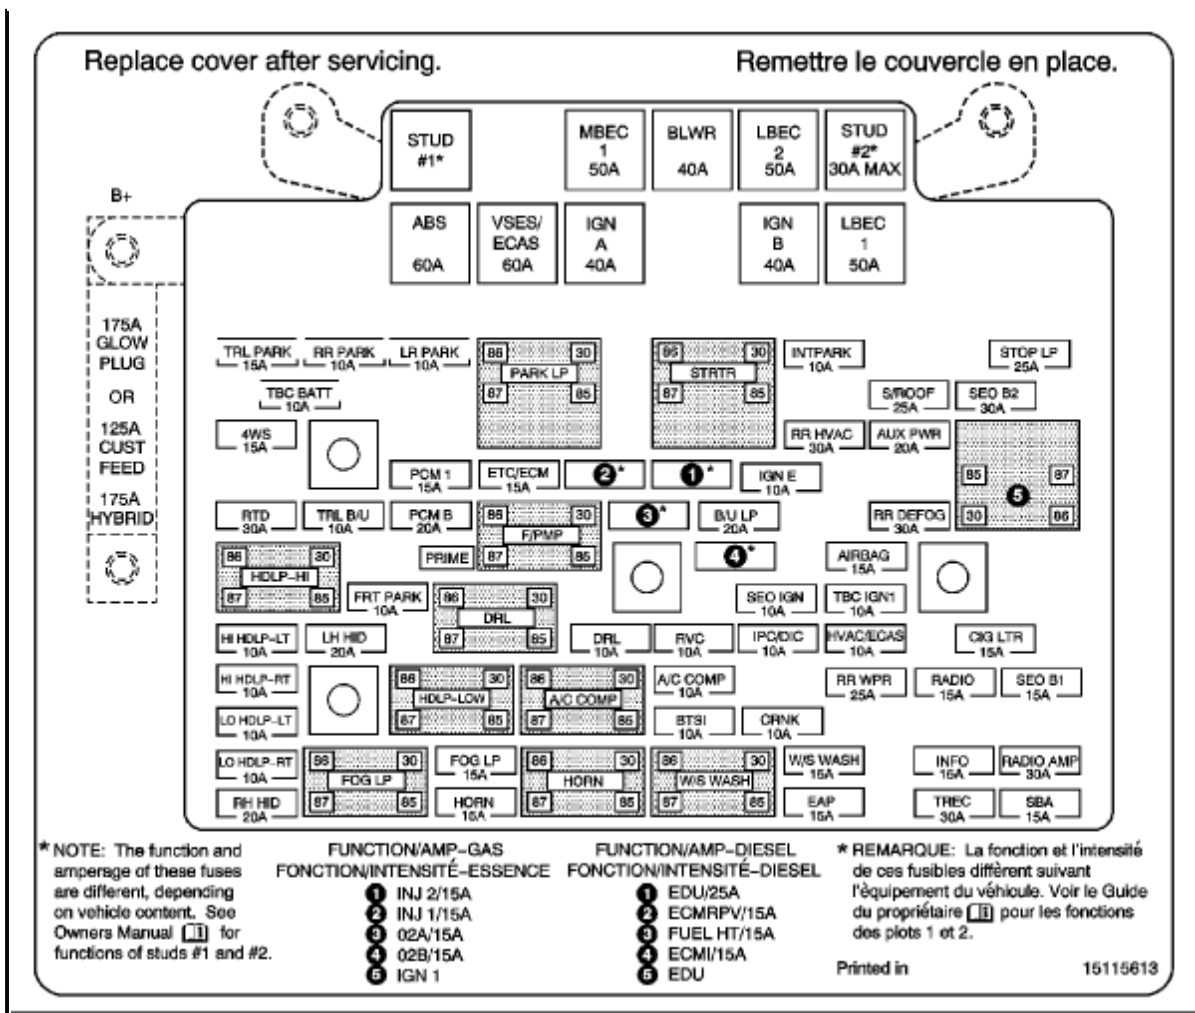 Replace cover after servicing. Remettre le couvercle en place.
STUD #1*
MBEC 1 50A
BLWR 40A
LBEC 2 50A
STUD #2* 30A MAX
B+
ABS 60A
VSES/ECAS 60A
IGN A 40A
IGN B 40A
LBEC 1 50A
175A
GLOW
PLUG
OR
125A
CUST
FEED
175A
HYBRID
TRL PARK 15A
RR PARK 10A
LR PARK 10A
86 30
PARK LP
87 85
86 30
STRTR
87 85
INTPARK 10A
STOP LP 25A
TBC BATT 10A
S/ROOF 25A
SEO B2 30A
4WS 15A
RR HVAC 30A
AUX PWR 20A
PCM 1 15A
ETC/ECM 15A
2*
1*
IGN E 10A
85 87
5
30 86
RTD 30A
TRL B/U 10A
PCM B 20A
86 30
F/PMP
87 85
3*
B/U LP 20A
RR DEFOG 30A
PRIME
4*
AIRBAG 15A
86 30
HDLP-HI
87 85
FRT PARK 10A
86 30
DRL
87 85
SEO IGN 10A
TBC IGN1 10A
HI HDLP-LT 10A
LH HID 20A
DRL 10A
RVC 10A
IPC/DIC 10A
HVAC/ECAS 10A
CIG LTR 15A
HI HDLP-RT 10A
86 30
HDLP-LOW
87 85
86 30
A/C COMP
87 85
A/C COMP 10A
RR WPR 25A
RADIO 15A
SEO B1 15A
LO HDLP-LT 10A
BTSI 10A
CRNK 10A
LO HDLP-RT 10A
86 30
FOG LP
87 85
FOG LP 15A
86 30
HORN
87 85
86 30
W/S WASH
87 85
W/S WASH 15A
INFO 15A
RADIO AMP 30A
RH HID 20A
HORN 15A
EAP 15A
TREC 30A
SBA 15A
* NOTE: The function and
amperage of these fuses
are different, depending
on vehicle content. See
Owners Manual for
functions of studs #1 and #2.
FUNCTION/AMP-GAS
FONCTION/INTENSITÉ-ESSENCE
1 INJ 2/15A
2 INJ 1/15A
3 02A/15A
4 02B/15A
5 IGN 1
FUNCTION/AMP-DIESEL
FONCTION/INTENSITÉ-DIESEL
1 EDU/25A
2 ECMRPV/15A
3 FUEL HT/15A
4 ECMI/15A
5 EDU
* REMARQUE: La fonction et l'intensité
de ces fusibles diffèrent suivant
l'èquipement du véhicule. Voir le Guide
du propriétaire pour les fonctions
des plots 1 et 2.
Printed in 15115613